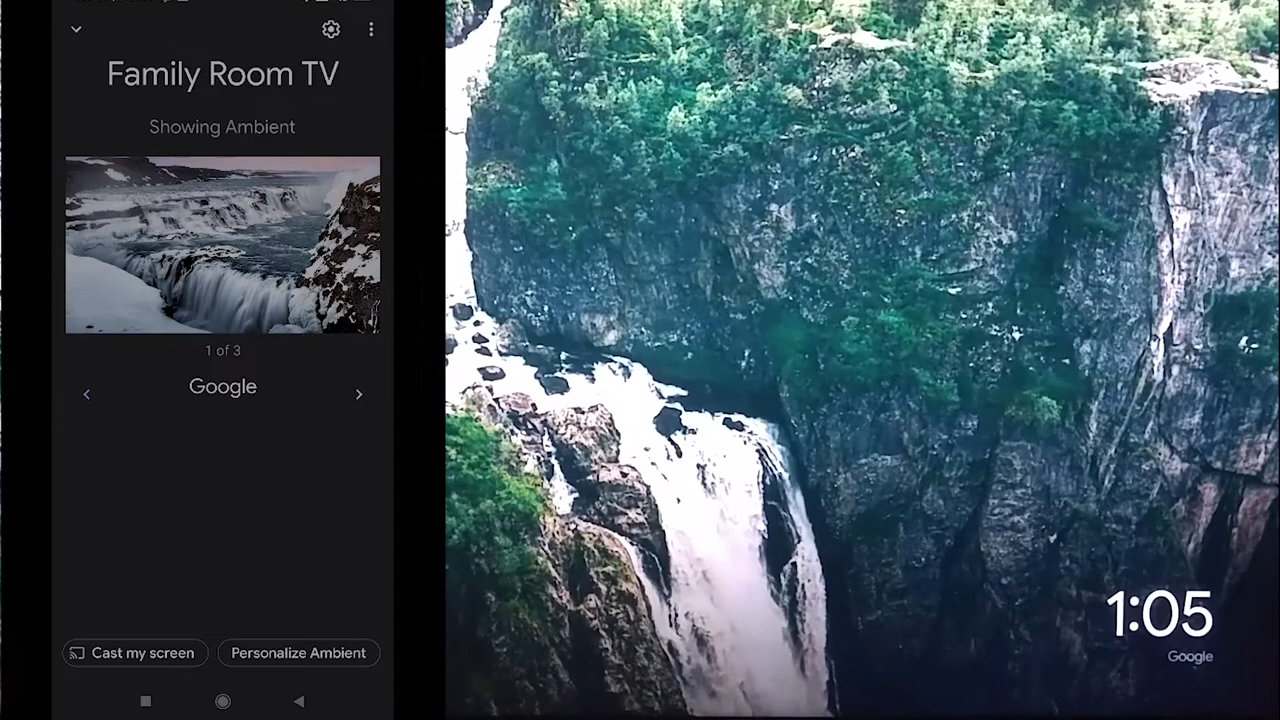 Family Room TV
Showing Ambient
1 of 3
Google
Cast my screen
Personalize Ambient
1:05
Google